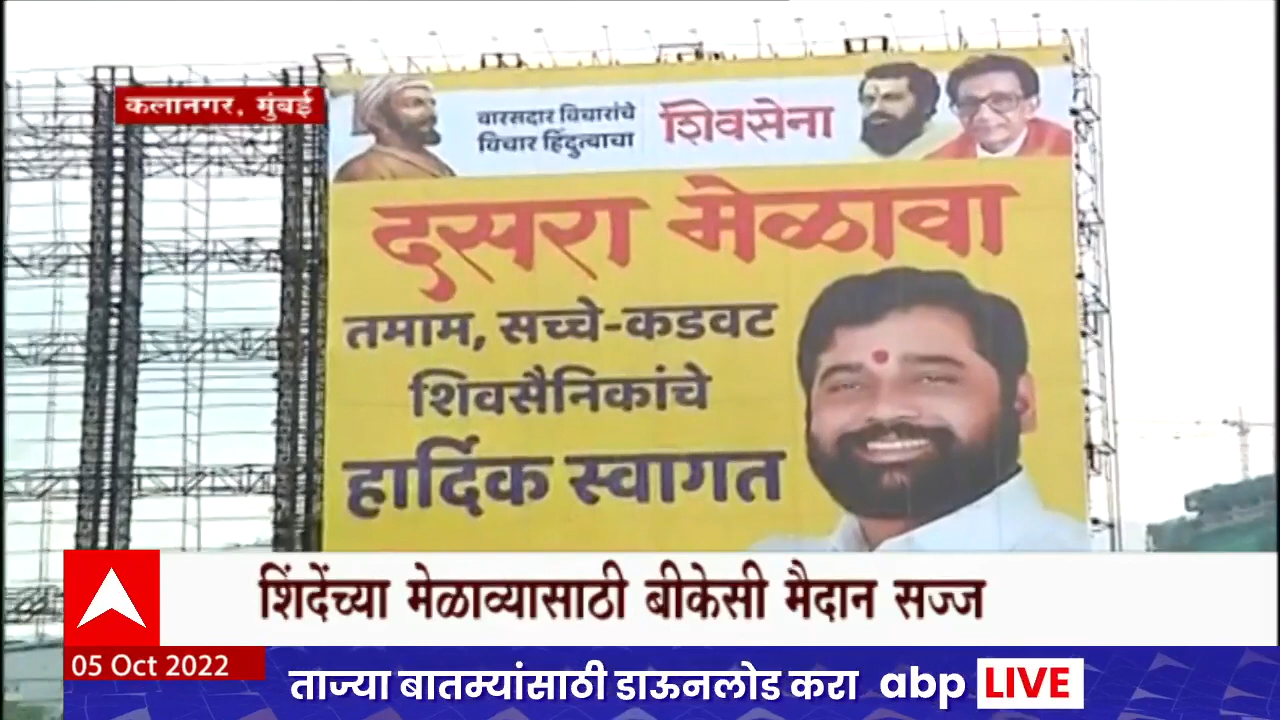 कलानगर, मुंबई
वारसदार विचारांचे
विचार हिंदुत्वाचा
शिवसेना
दसरा मेळावा
तमाम, सच्चे-कडवट
शिवसैनिकांचे
हार्दिक स्वागत
शिंदेंच्या मेळाव्यासाठी बीकेसी मैदान सज्ज
05 Oct 2022
ताज्या बातम्यांसाठी डाऊनलोड करा abp LIVE